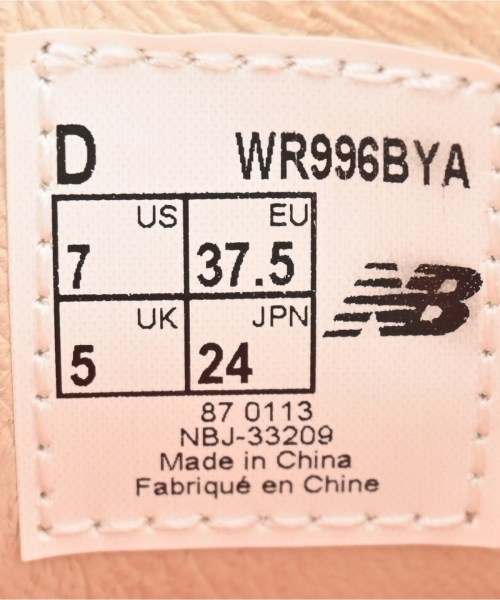 D WR996BYA
US EU
7 37.5
UK JPN
5 24
87 0113
NBJ-33209
Made in China
Fabriqué en Chine